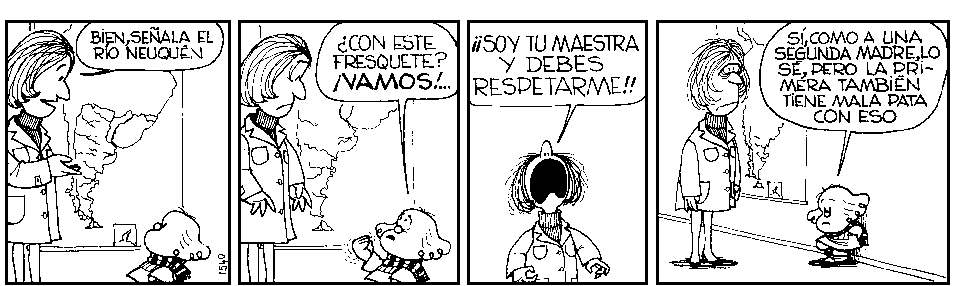 BIEN, SEÑALA EL
RÍO NEUQUÉN
1540
¿CON ESTE
FRESQUETE?
¡VAMOS!...
¡¡SOY TU MAESTRA
Y DEBES
RESPETARME!!
SÍ, COMO A UNA
SEGUNDA MADRE, LO
SÉ, PERO LA PRI-
MERA TAMBIÉN
TIENE MALA PATA
CON ESO